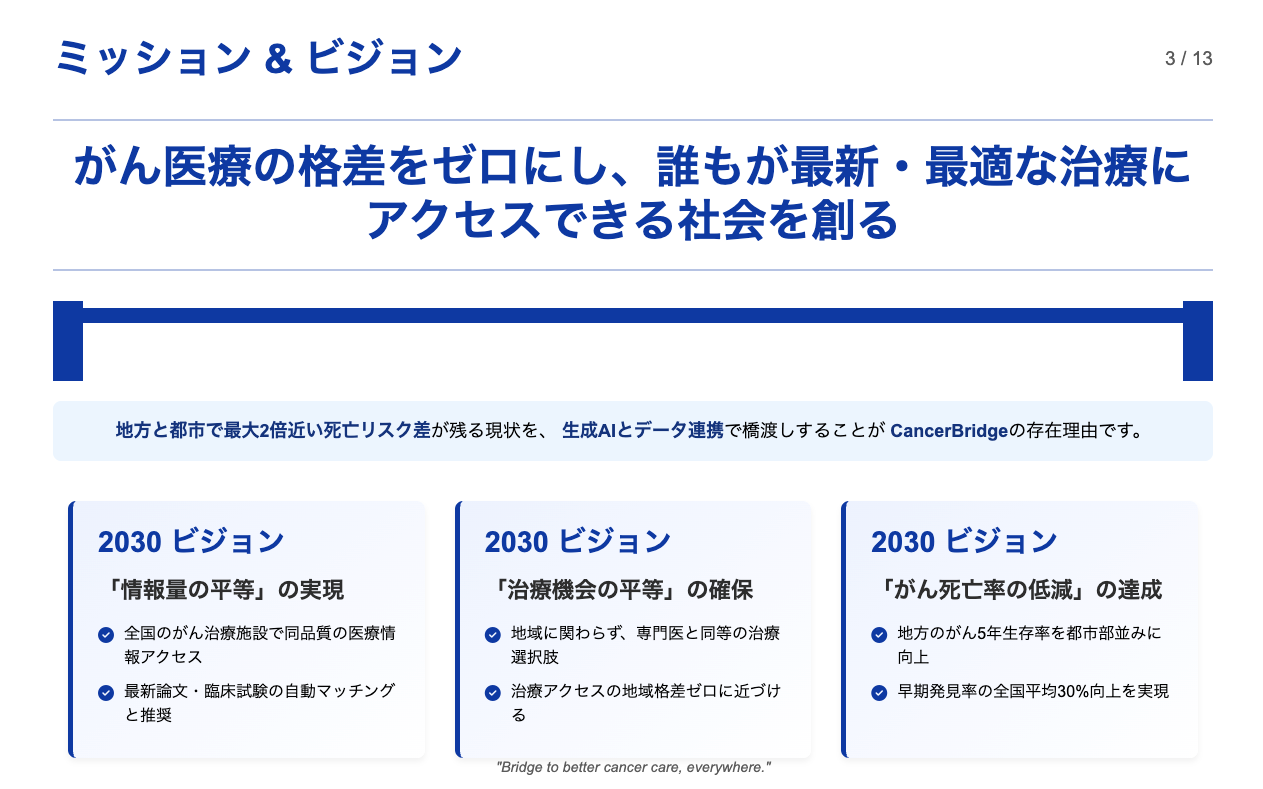 ミッション & ビジョン
3 / 13
がん医療の格差をゼロにし、誰もが最新・最適な治療に
アクセスできる社会を創る
地方と都市で最大2倍近い死亡リスク差が残る現状を、 生成AIとデータ連携で橋渡しすることが CancerBridgeの存在理由です。
2030 ビジョン
「情報量の平等」の実現
全国のがん治療施設で同品質の医療情
報アクセス
最新論文・臨床試験の自動マッチング
と推奨
2030 ビジョン
「治療機会の平等」の確保
地域に関わらず、専門医と同等の治療
選択肢
治療アクセスの地域格差ゼロに近づけ
る
2030 ビジョン
「がん死亡率の低減」の達成
地方のがん5年生存率を都市部並みに
向上
早期発見率の全国平均30%向上を実現
"Bridge to better cancer care, everywhere."